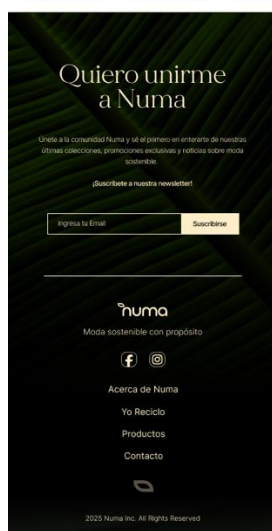 Quiero unirme
a Numa
Únete a la comunidad Numa y sé el primero en enterarte de nuestras
últimas colecciones, promociones exclusivas y noticias sobre moda
sostenible.
¡Suscríbete a nuestra newsletter!
Ingresa tu Email
Suscribirse
numa
Moda sostenible con propósito
Acerca de Numa
Yo Reciclo
Productos
Contacto
2025 Numa Inc. All Rights Reserved